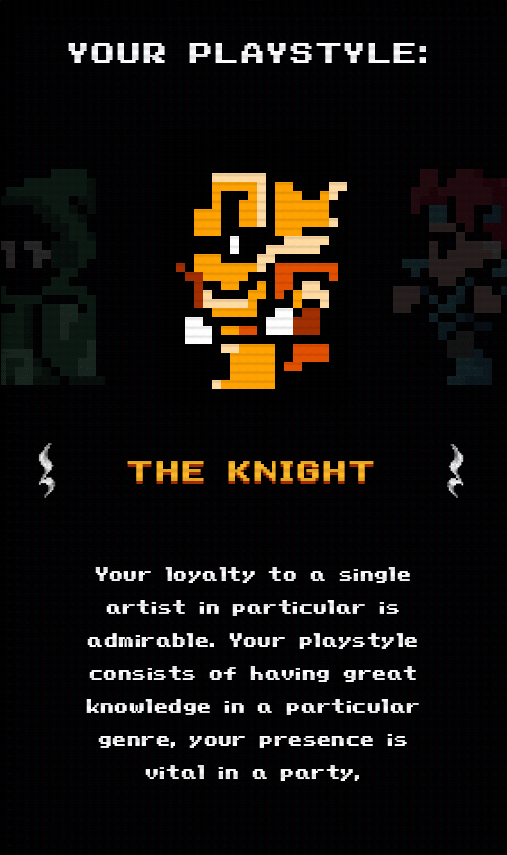 YOUR PLAYSTYLE:
THE KNIGHT
Your loyalty to a single
artist in particular is
admirable. Your playstyle
consists of having great
knowledge in a particular
genre, your presence is
vital in a party,